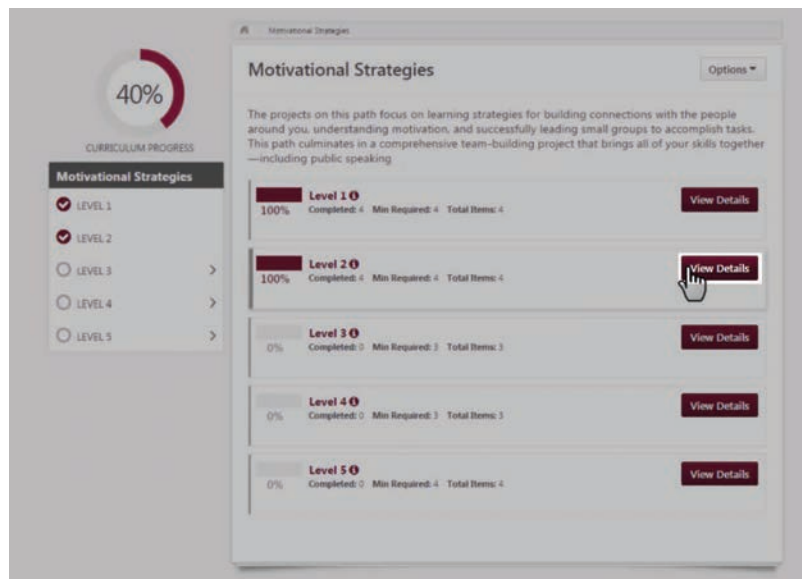 Motivational Strategies
40%
CURRICULUM PROGRESS
Motivational Strategies
LEVEL 1
LEVEL 2
LEVEL 3
LEVEL 4
LEVEL 5
Motivational Strategies
Options
The projects on this path focus on learning strategies for building connections with the people
around you, understanding motivation, and successfully leading small groups to accomplish tasks.
This path culminates in a comprehensive team-building project that brings all of your skills together
—including public speaking
Level 1
100% Completed: 4 Min Required: 4 Total Items: 4
View Details
Level 2
100% Completed: 4 Min Required: 4 Total Items: 4
View Details
Level 3
0% Completed: 0 Min Required: 3 Total Items: 3
View Details
Level 4
0% Completed: 0 Min Required: 3 Total Items: 3
View Details
Level 5
0% Completed: 0 Min Required: 4 Total Items: 4
View Details